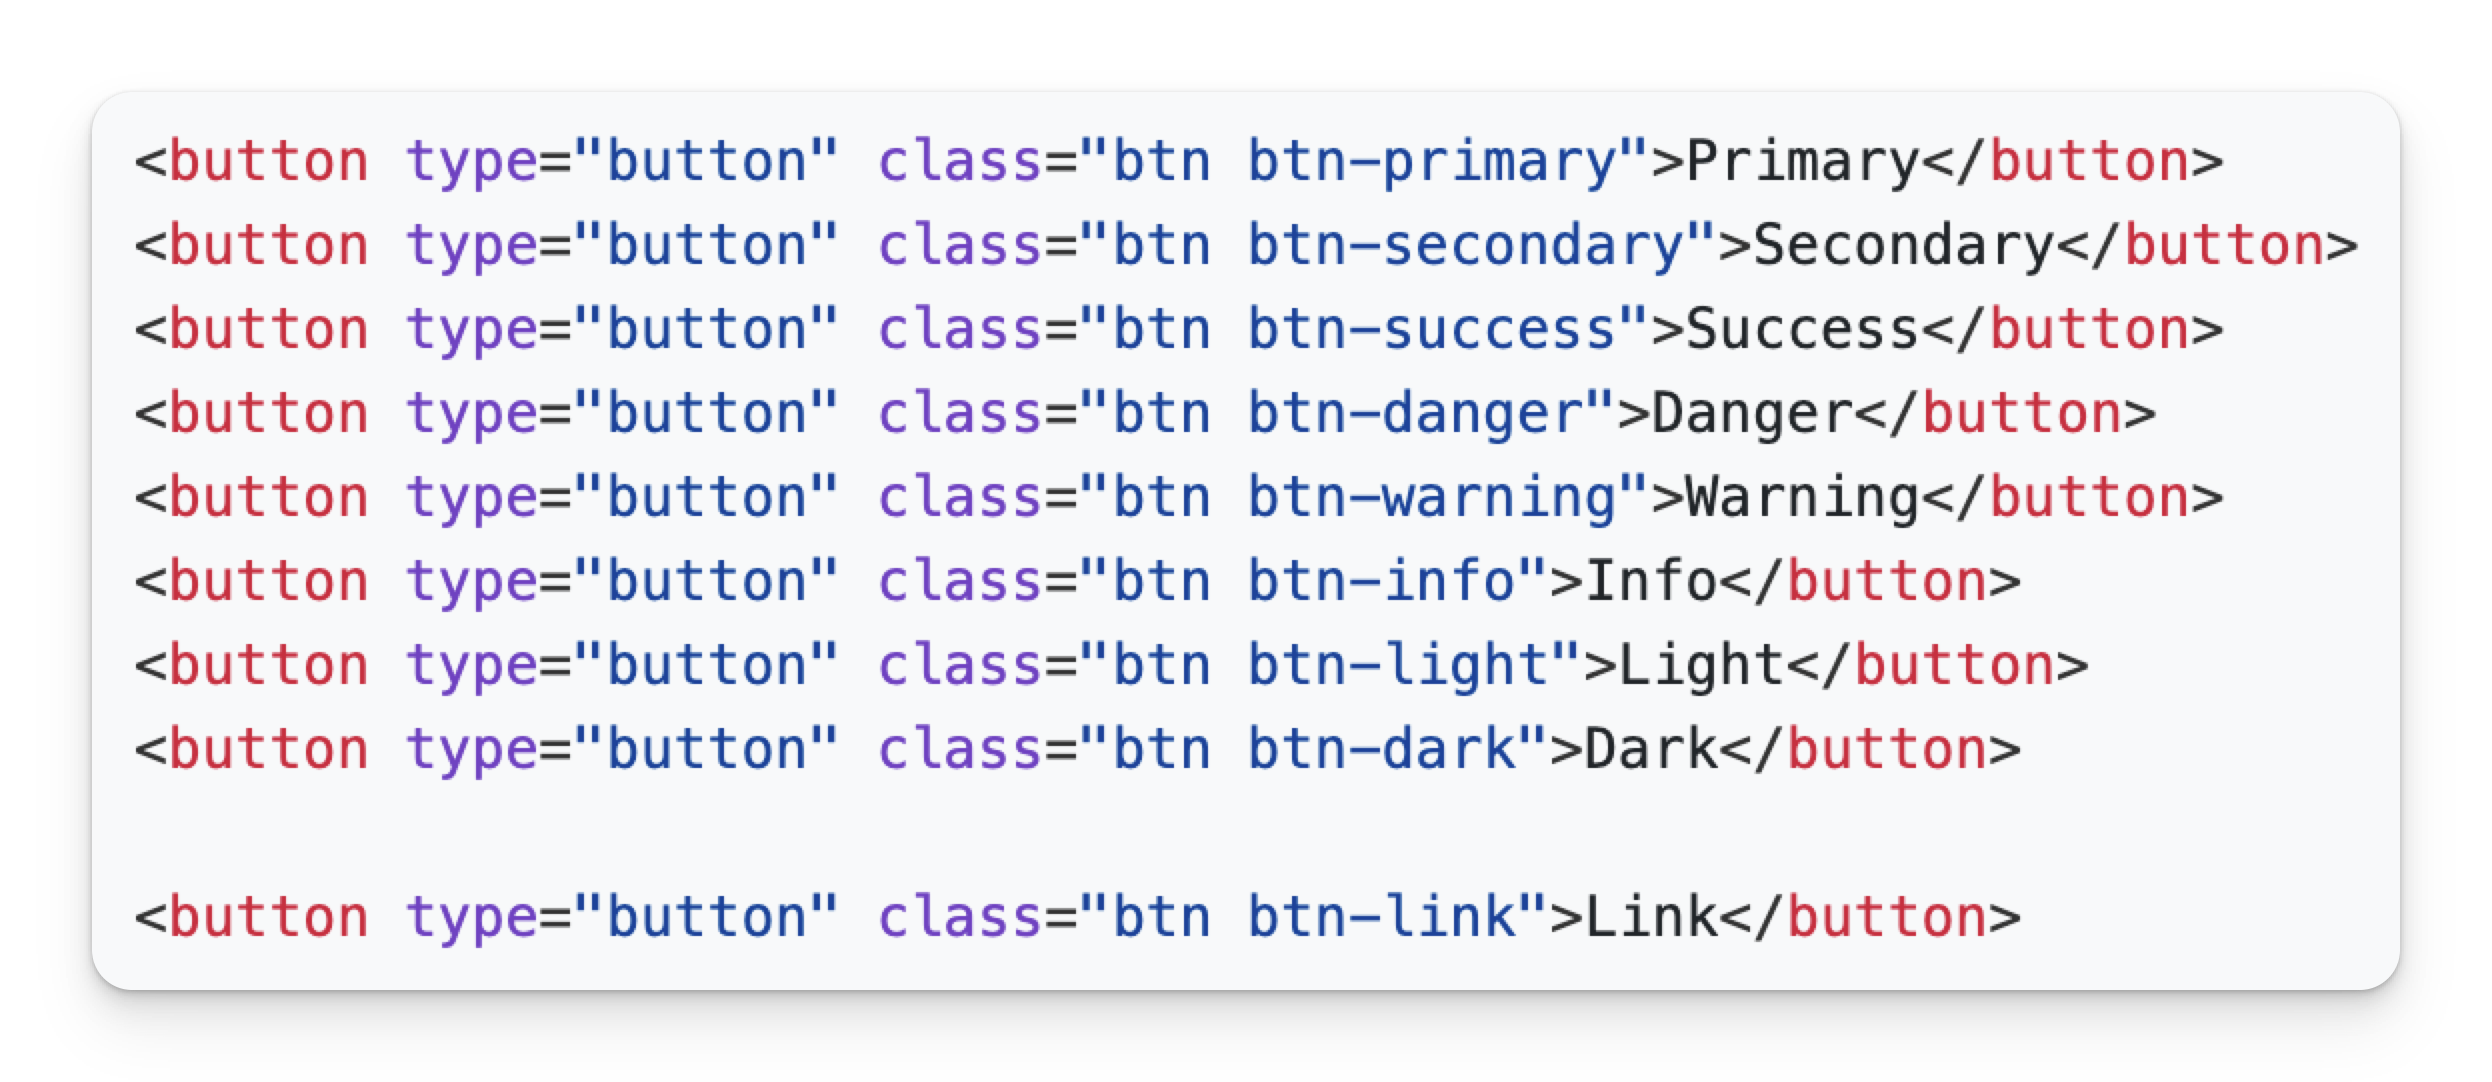 <button type="button" class="btn btn-primary">Primary</button>
<button type="button" class="btn btn-secondary">Secondary</button>
<button type="button" class="btn btn-success">Success</button>
<button type="button" class="btn btn-danger">Danger</button>
<button type="button" class="btn btn-warning">Warning</button>
<button type="button" class="btn btn-info">Info</button>
<button type="button" class="btn btn-light">Light</button>
<button type="button" class="btn btn-dark">Dark</button>

<button type="button" class="btn btn-link">Link</button>